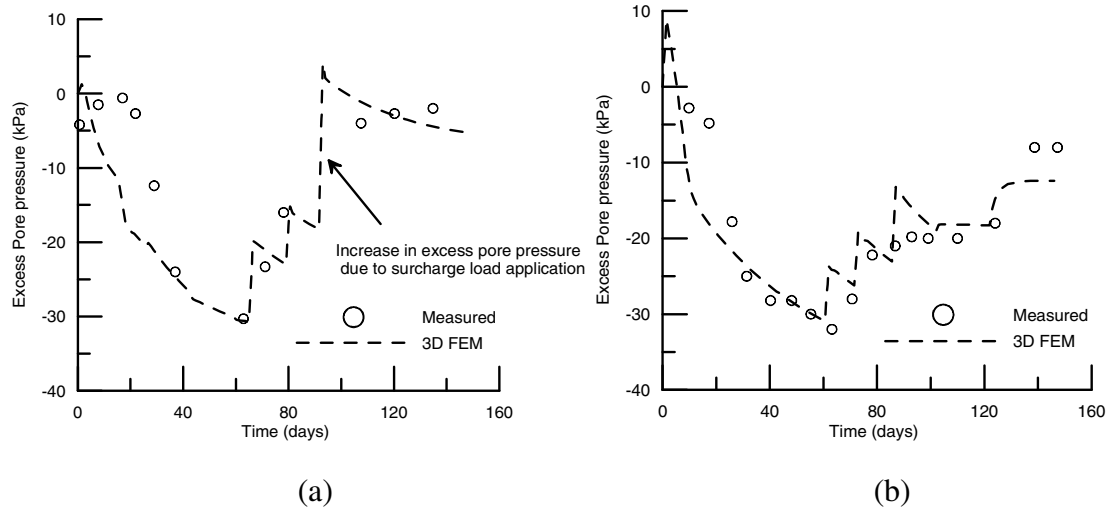 10
0
-10
-20
-30
-40
Excess Pore pressure (kPa)
0 40 80 120 160
Time (days)
Increase in excess pore pressure
due to surcharge load application
Measured
3D FEM
(a)
10
0
-10
-20
-30
-40
Excess Pore pressure (kPa)
0 40 80 120 160
Time (days)
Measured
3D FEM
(b)